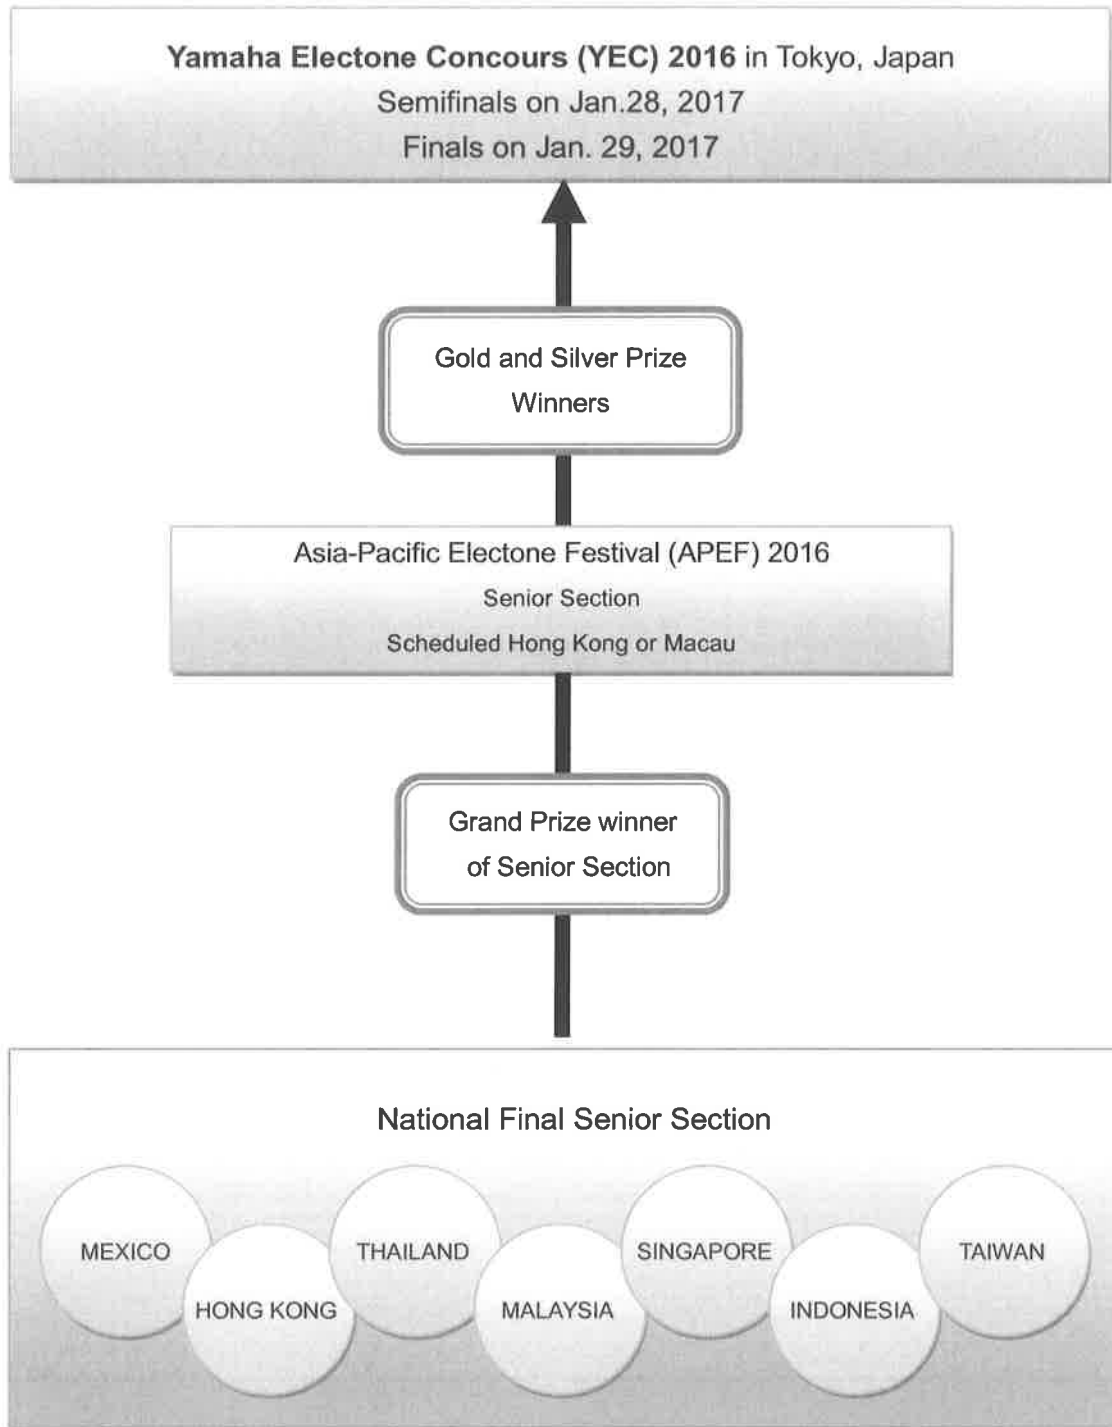 Yamaha Electone Concours (YEC) 2016 in Tokyo, Japan
Semifinals on Jan.28, 2017
Finals on Jan. 29, 2017
Gold and Silver Prize
Winners
Asia-Pacific Electone Festival (APEF) 2016
Senior Section
Scheduled Hong Kong or Macau
Grand Prize winner
of Senior Section
National Final Senior Section
MEXICO
HONG KONG
THAILAND
MALAYSIA
SINGAPORE
INDONESIA
TAIWAN